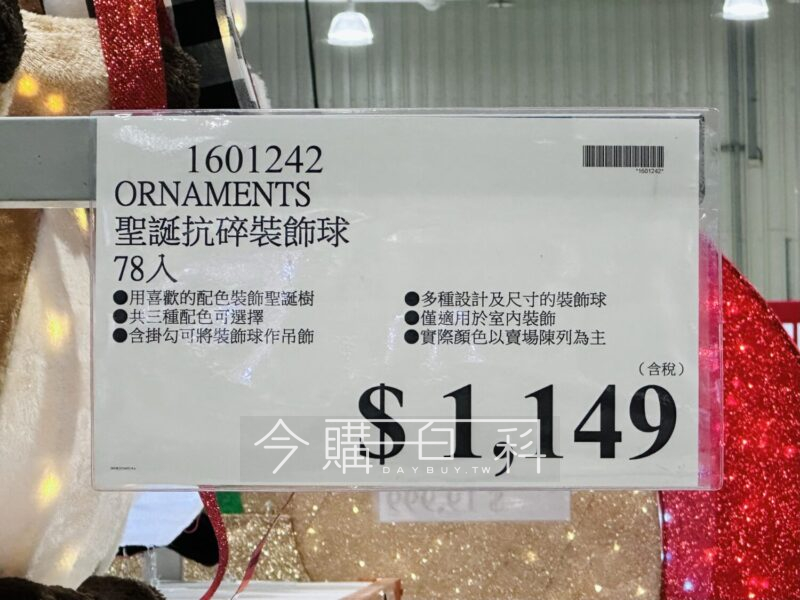 1601242
*1601242*
ORNAMENTS
聖誕抗碎裝飾球
78入
●用喜歡的配色裝飾聖誕樹
●共三種配色可選擇
●含掛勾可將裝飾球作吊飾
●多種設計及尺寸的裝飾球
●僅適用於室內裝飾
●實際顏色以賣場陳列為主
（含稅）
$ 1,149
今購百科
DAYBUY.TW